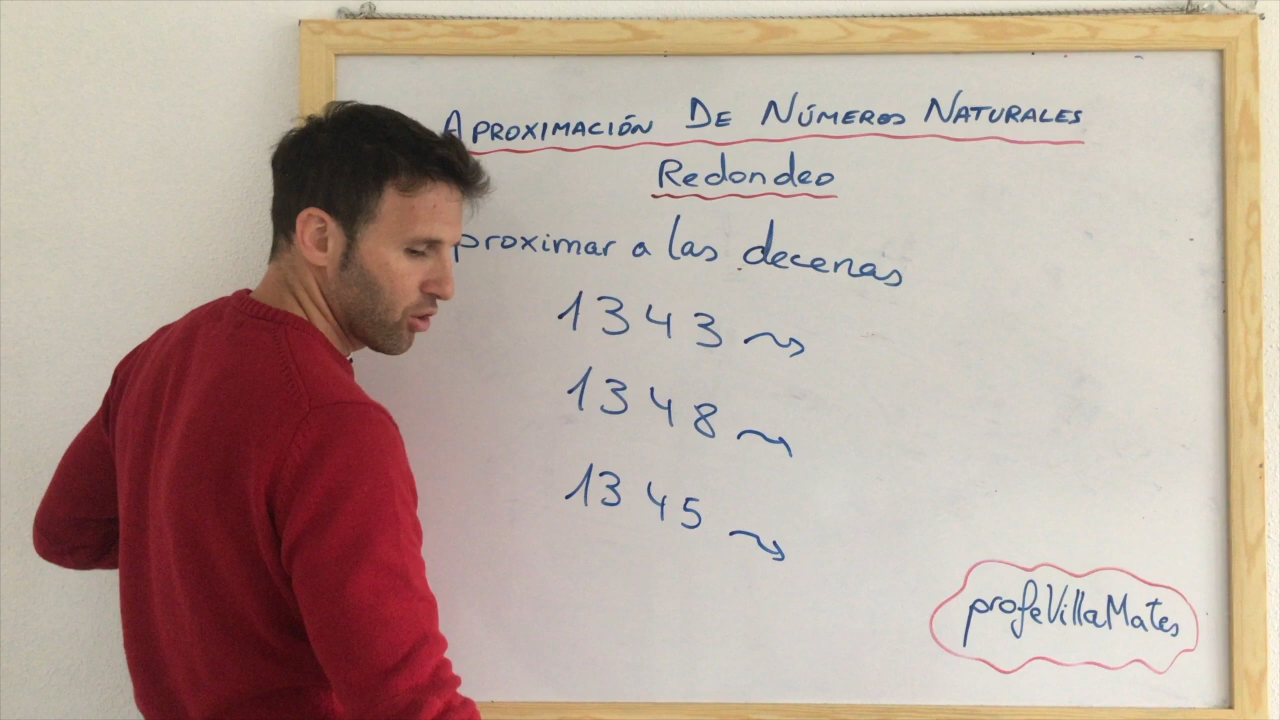 APROXIMACIÓN DE NÚMEROS NATURALES
Redondeo
proximar a las decenas
1343
1348
1345
profeVillaMates